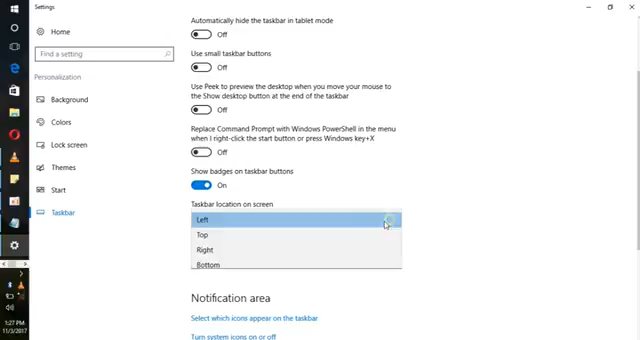 Settings
Home
Find a setting
Personalization
Background
Colors
Lock screen
Themes
Start
Taskbar
Automatically hide the taskbar in tablet mode
Off
Use small taskbar buttons
Off
Use Peek to preview the desktop when you move your mouse to
the Show desktop button at the end of the taskbar
Off
Replace Command Prompt with Windows PowerShell in the menu
when I right-click the start button or press Windows key+X
Off
Show badges on taskbar buttons
On
Taskbar location on screen
Left
Top
Right
Bottom
Notification area
Select which icons appear on the taskbar
Turn system icons on or off
1:27 PM
11/3/2017